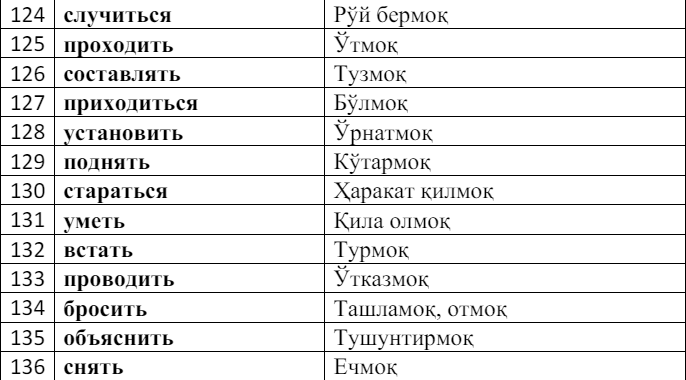 124 случиться Рўй бермоқ
125 проходить Ўтмоқ
126 составлять Тузмоқ
127 приходиться Бўлмоқ
128 установить Ўрнатмоқ
129 поднять Кўтармоқ
130 стараться Ҳаракат қилмоқ
131 уметь Қила олмоқ
132 встать Турмоқ
133 проводить Ўтказмоқ
134 бросить Ташламоқ, отмоқ
135 объяснить Тушунтирмоқ
136 снять Ечмоқ